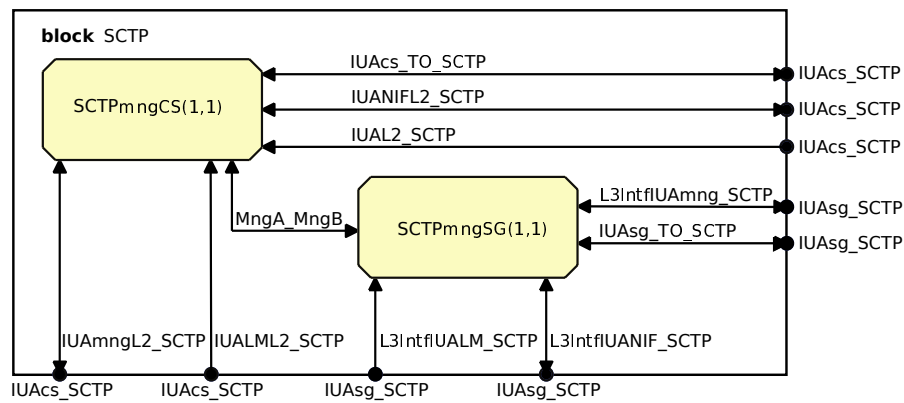 block SCTP
IUAcs_TO_SCTP
IUAcs_SCTP
SCTPmngCS(1,1)
IUANIFL2_SCTP
IUAcs_SCTP
IUAL2_SCTP
IUAcs_SCTP
L3IntfIUAmng_SCTP
IUAsg_SCTP
MngA_MngB
SCTPmngSG(1,1)
IUAsg_TO_SCTP
IUAsg_SCTP
IUAmngL2_SCTP
IUALML2_SCTP
L3IntfIUALM_SCTP
L3IntfIUANIF_SCTP
IUAcs_SCTP
IUAcs_SCTP
IUAsg_SCTP
IUAsg_SCTP